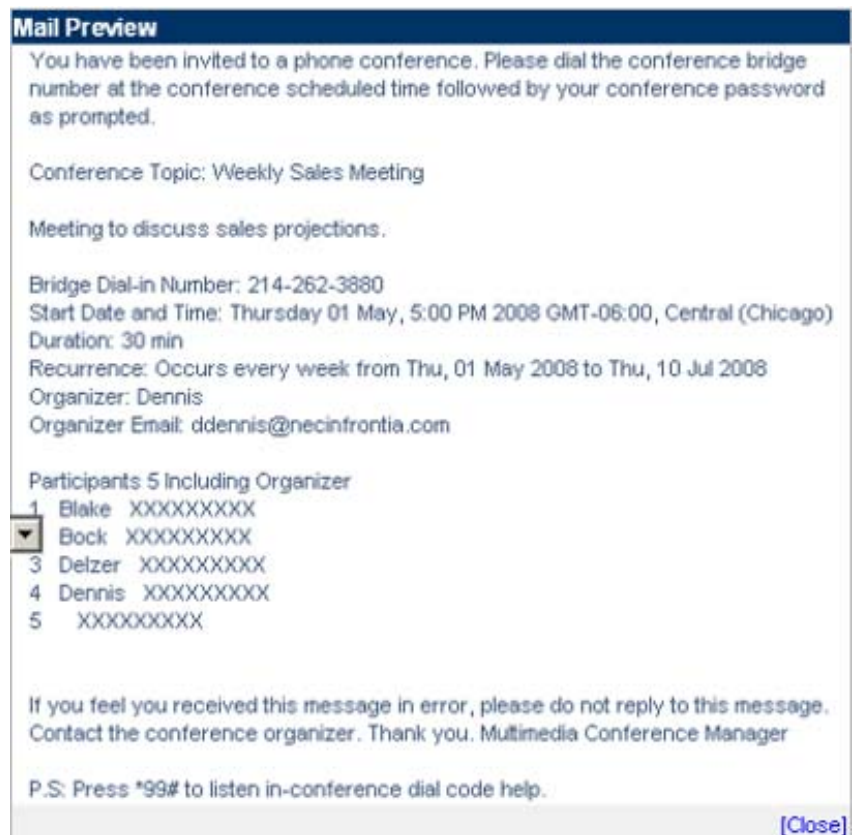 Mail Preview
You have been invited to a phone conference. Please dial the conference bridge
number at the conference scheduled time followed by your conference password
as prompted.
Conference Topic: Weekly Sales Meeting
Meeting to discuss sales projections.
Bridge Dial-in Number: 214-262-3880
Start Date and Time: Thursday 01 May, 5:00 PM 2008 GMT-06:00, Central (Chicago)
Duration: 30 min
Recurrence: Occurs every week from Thu, 01 May 2008 to Thu, 10 Jul 2008
Organizer: Dennis
Organizer Email: ddennis@necinfrontia.com
Participants 5 Including Organizer
1 Blake XXXXXXXXX
Bock XXXXXXXXX
3 Delzer XXXXXXXXX
4 Dennis XXXXXXXXX
5 XXXXXXXXX
If you feel you received this message in error, please do not reply to this message.
Contact the conference organizer. Thank you. Multimedia Conference Manager
P.S: Press *99# to listen in-conference dial code help.
[Close]